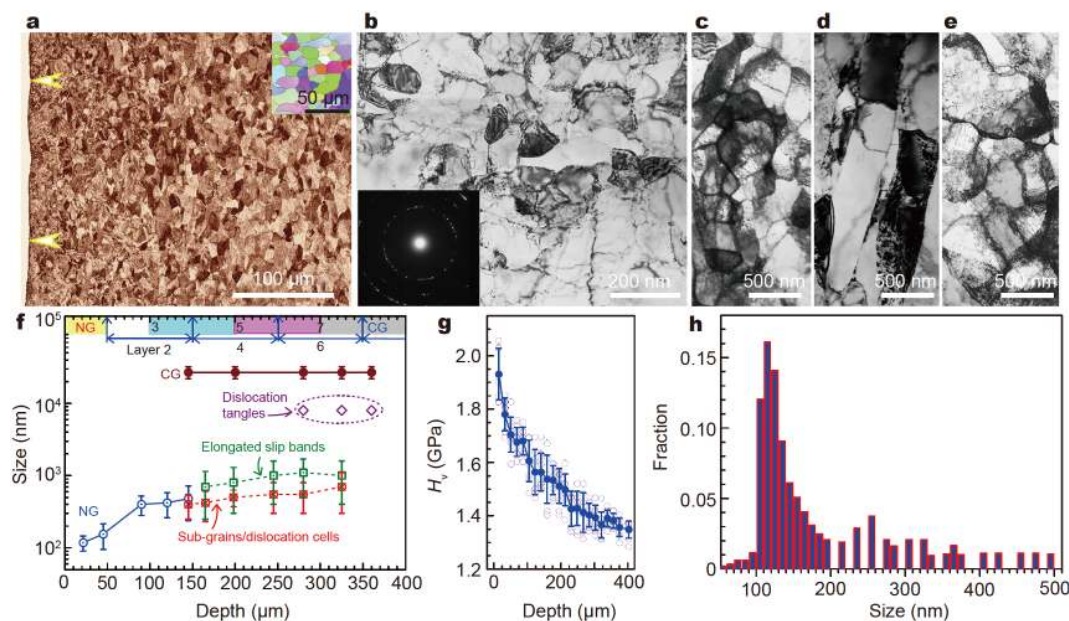 a
50 μm
100 μm
b
200 nm
c
500 nm
d
500 nm
e
500 nm
f
Size (nm)
10⁵
10⁴
10³
10²
NG
3
5
7
CG
Layer 2
4
6
CG
Dislocation
tangles
Elongated slip bands
NG
Sub-grains/dislocation cells
0 50 100 150 200 250 300 350 400
Depth (μm)
g
Hᵥ (GPa)
2.0
1.8
1.6
1.4
1.2
0 200 400
Depth (μm)
h
Fraction
0.15
0.10
0.05
0
100 200 300 400 500
Size (nm)